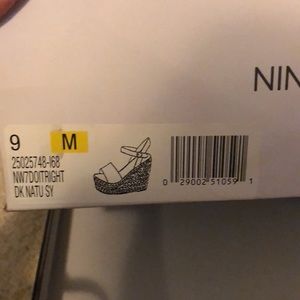 NIN
9 M
25025748-I68
NW7DOITRIGHT
DK NATU SY
0 29002 51059 1